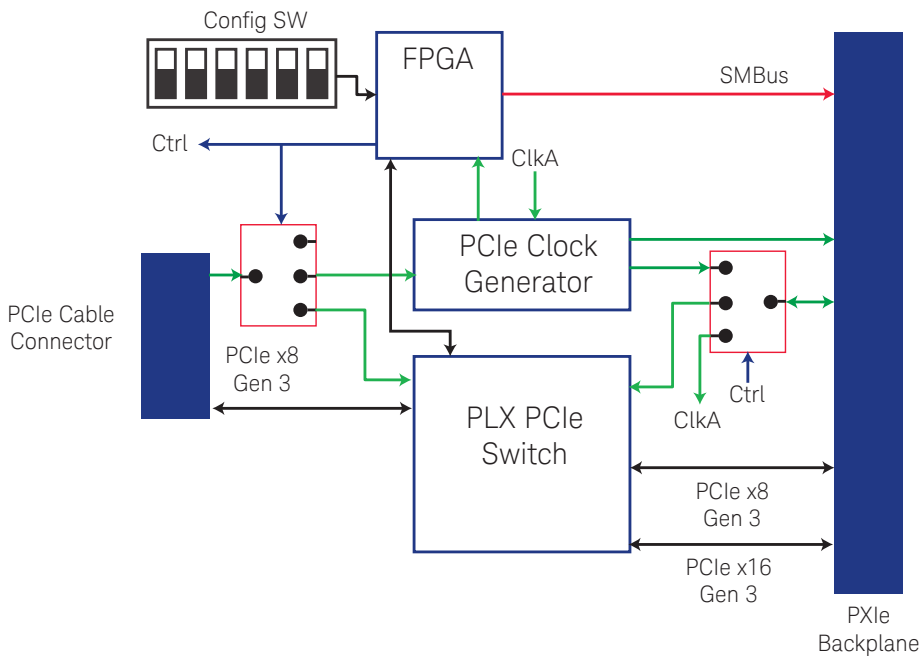 Config SW
FPGA
SMBus
Ctrl
ClkA
PCIe Clock
Generator
PCIe Cable
Connector
PCIe x8
Gen 3
PLX PCIe
Switch
Ctrl
ClkA
PCIe x8
Gen 3
PCIe x16
Gen 3
PXIe
Backplane